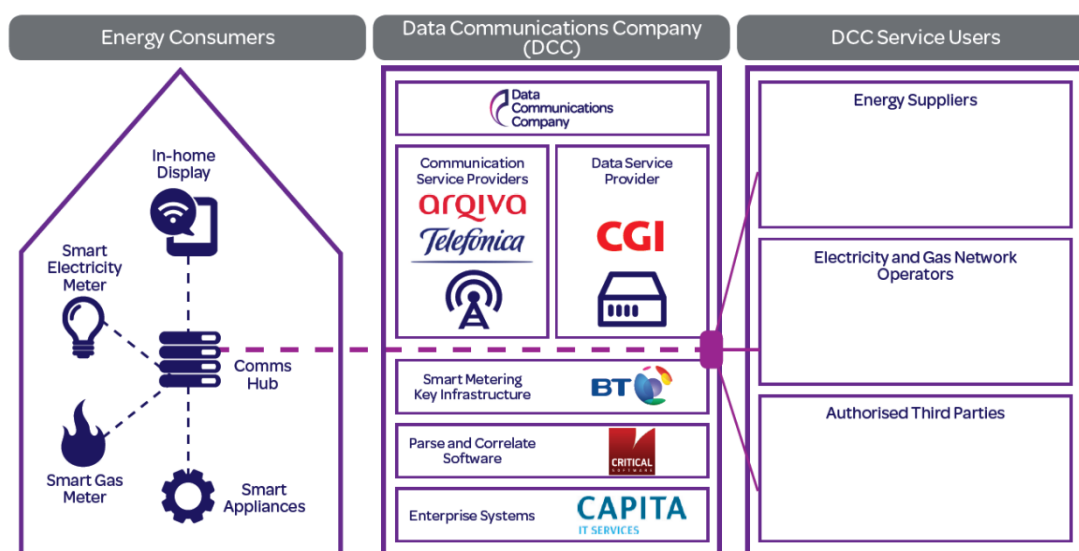 Energy Consumers
Data Communications Company
(DCC)
DCC Service Users
In-home
Display
Smart
Electricity
Meter
Comms
Hub
Smart Gas
Meter
Smart
Appliances
Data
Communications
Company
Communication
Service Providers
arqiva
Telefónica
Data Service
Provider
CGI
Smart Metering
Key Infrastructure
BT
Parse and Correlate
Software
CRITICAL
SOFTWARE
Enterprise Systems
CAPITA
IT SERVICES
Energy Suppliers
Electricity and Gas Network
Operators
Authorised Third Parties